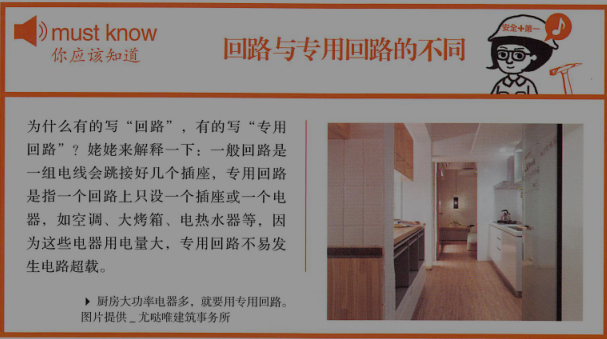 must know
你应该知道
回路与专用回路的不同
安全+第一
为什么有的写“回路”，有的写“专用
回路”？姥姥来解释一下：一般回路是
一组电线会跳接好几个插座，专用回路
是指一个回路上只设一个插座或一个电
器，如空调、大烤箱、电热水器等，因
为这些电器用电量大，专用回路不易发
生电路超载。
厨房大功率电器多，就要用专用回路。
图片提供_尤哒唯建筑事务所